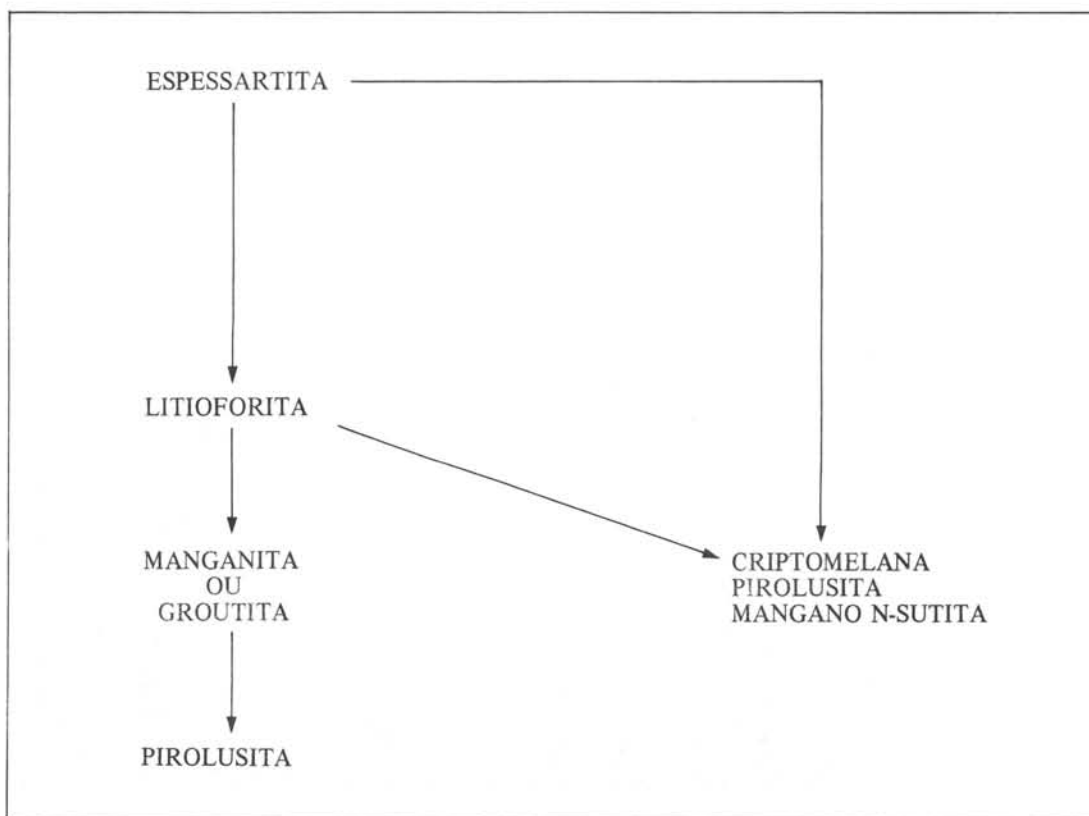 ESPESSARTITA
LITIOFORITA
MANGANITA
OU
GROUTITA
CRIPTOMELANA
PIROLUSITA
MANGANO N-SUTITA
PIROLUSITA